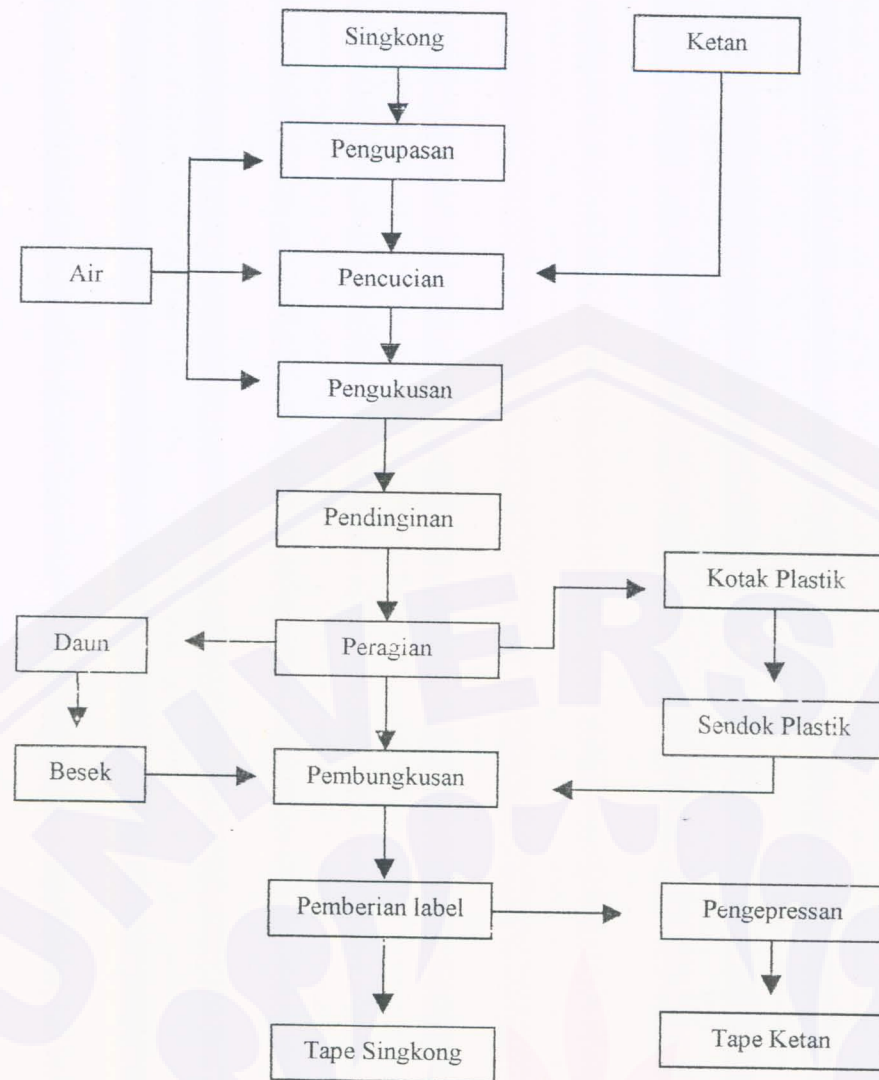 Singkong
Ketan
Pengupasan
Air
Pencucian
Pengukusan
Pendinginan
Kotak Plastik
Daun
Peragian
Sendok Plastik
Besek
Pembungkusan
Pemberian label
Pengepressan
Tape Singkong
Tape Ketan
UNIVERS